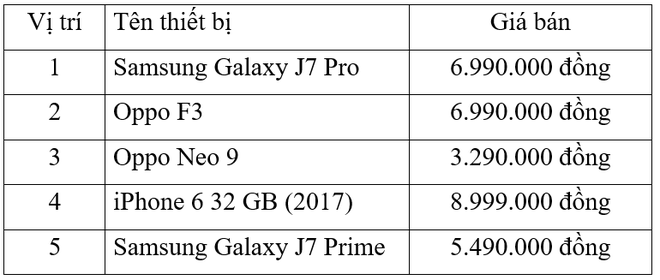 Vị trí Tên thiết bị Giá bán
1 Samsung Galaxy J7 Pro 6.990.000 đồng
2 Oppo F3 6.990.000 đồng
3 Oppo Neo 9 3.290.000 đồng
4 iPhone 6 32 GB (2017) 8.999.000 đồng
5 Samsung Galaxy J7 Prime 5.490.000 đồng